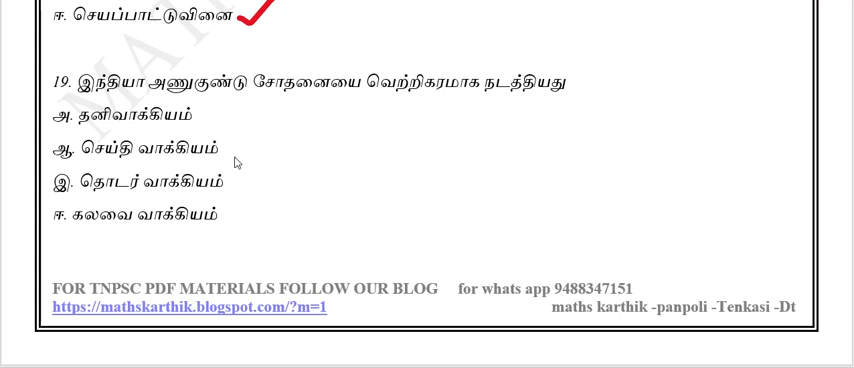 ஈ. செயப்பாட்டுவினை
19. இந்தியா அணுகுண்டு சோதனையை வெற்றிகரமாக நடத்தியது
அ. தனிவாக்கியம்
ஆ. செய்தி வாக்கியம்
இ. தொடர் வாக்கியம்
ஈ. கலவை வாக்கியம்
FOR TNPSC PDF MATERIALS FOLLOW OUR BLOG for whats app 9488347151
https://mathskarthik.blogspot.com/?m=1 maths karthik -panpoli -Tenkasi -Dt